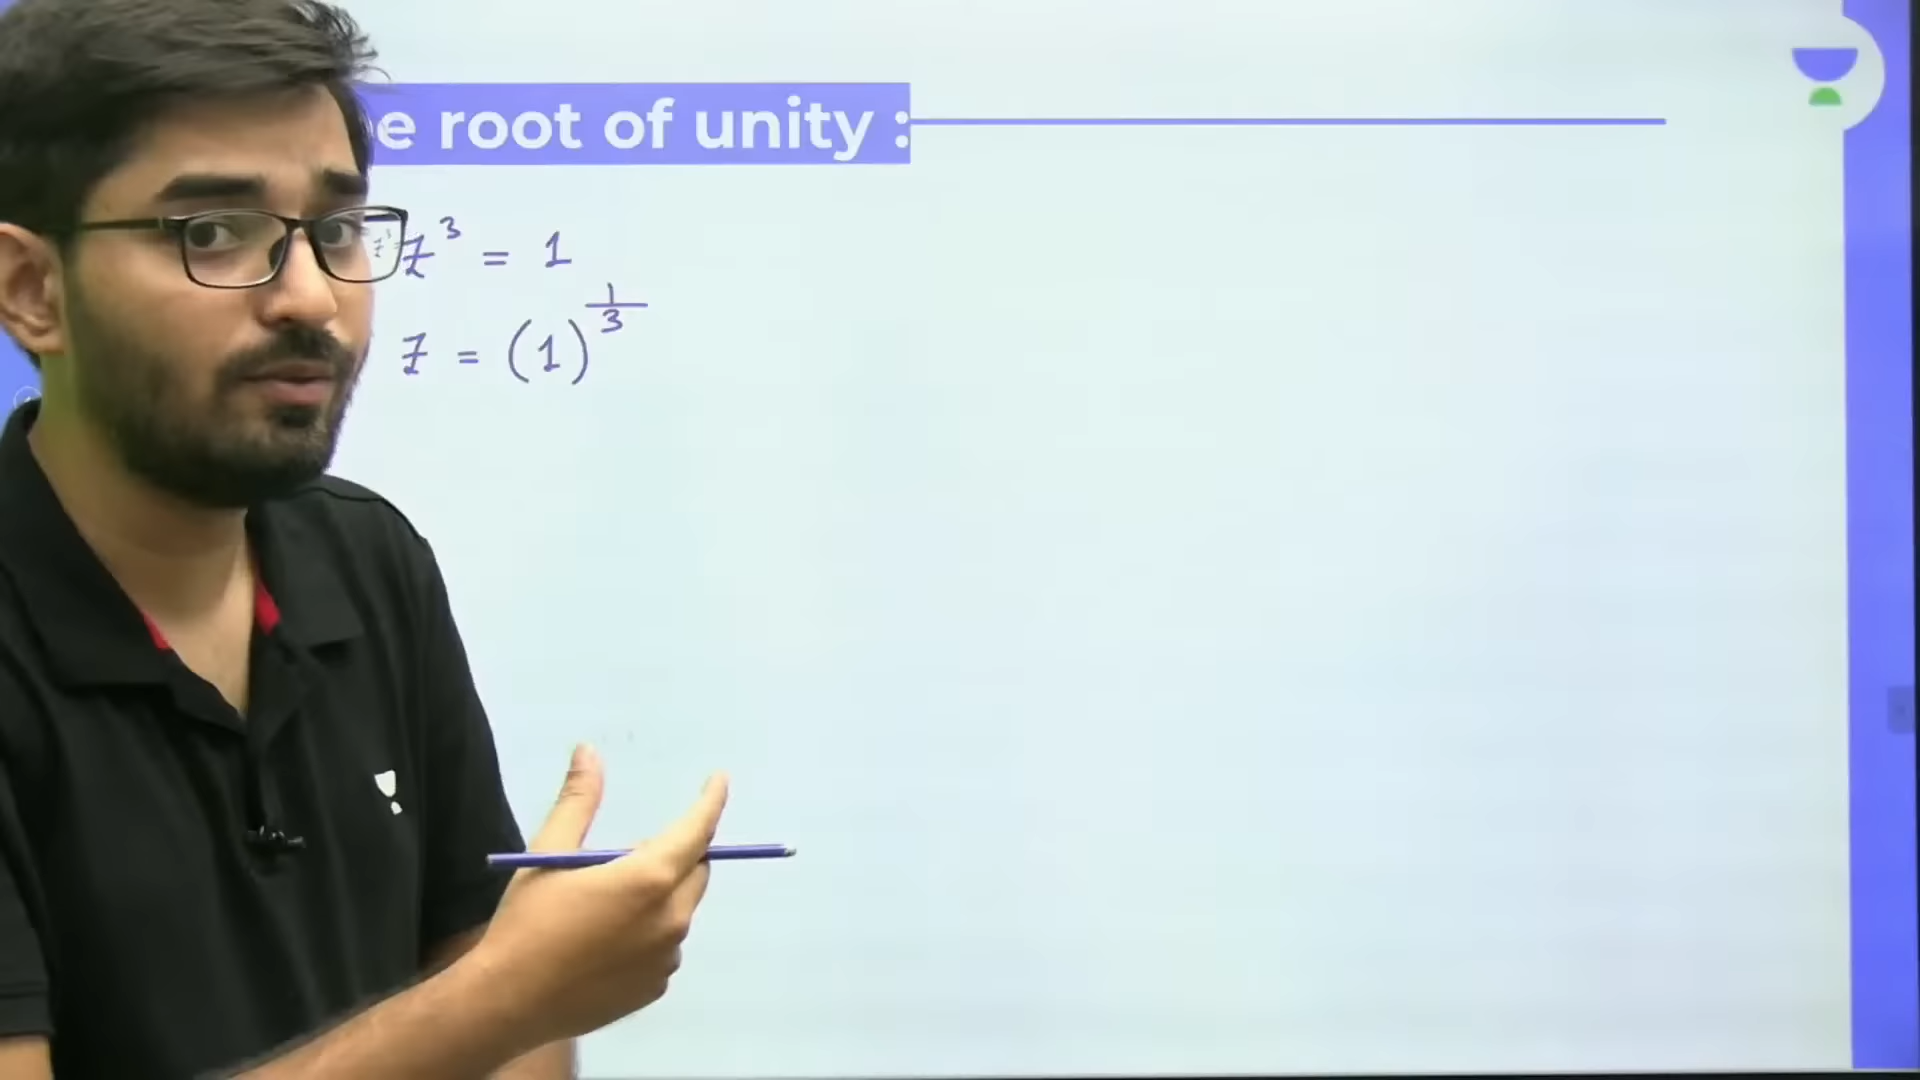 e root of unity :
z³ = 1
z = (1)^(1/3)